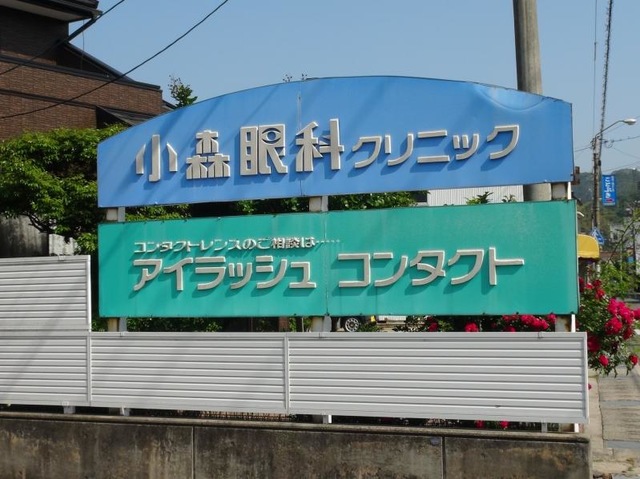 小森眼科クリニック
コンタクトレンズのご相談は‥‥‥
アイラッシュ コンタクト